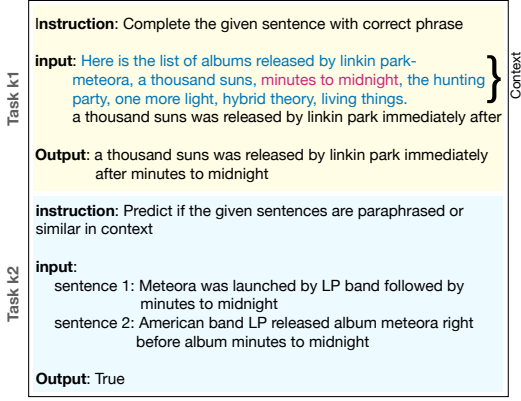 Task k1
Instruction: Complete the given sentence with correct phrase
input: Here is the list of albums released by linkin park-
meteora, a thousand suns, minutes to midnight, the hunting
party, one more light, hybrid theory, living things.
Context
a thousand suns was released by linkin park immediately after
Output: a thousand suns was released by linkin park immediately
after minutes to midnight
Task k2
instruction: Predict if the given sentences are paraphrased or
similar in context
input:
sentence 1: Meteora was launched by LP band followed by
minutes to midnight
sentence 2: American band LP released album meteora right
before album minutes to midnight
Output: True